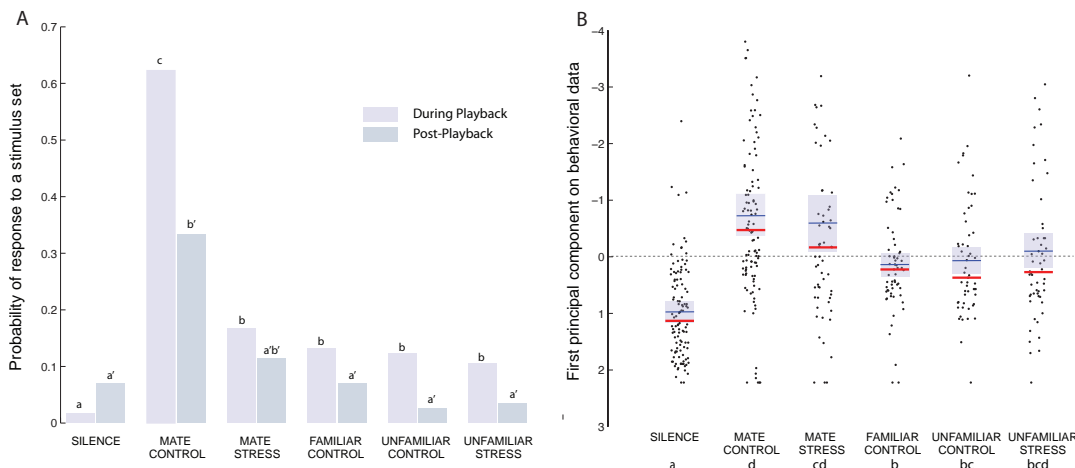 A
0.7
0.6
0.5
0.4
0.3
0.2
0.1
0
Probability of response to a stimulus set
c
b'
b
a'b'
b
a'
b
a'
b
a'
a
a'
During Playback
Post-Playback
SILENCE
MATE CONTROL
MATE STRESS
FAMILIAR CONTROL
UNFAMILIAR CONTROL
UNFAMILIAR STRESS
B
–4
–3
–2
–1
0
1
2
3
First principal component on behavioral data
SILENCE
MATE CONTROL
MATE STRESS
FAMILIAR CONTROL
UNFAMILIAR CONTROL
UNFAMILIAR STRESS
a
d
cd
b
bc
bcd